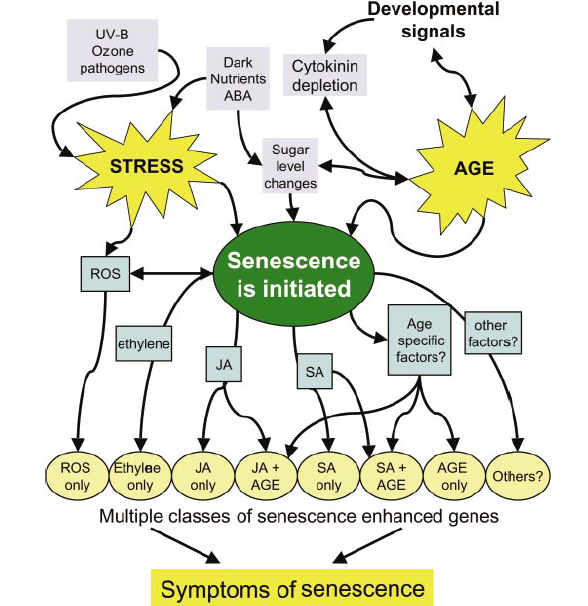 Developmental
signals
UV-B
Ozone
pathogens
Dark
Nutrients
ABA
Cytokinin
depletion
STRESS
Sugar
level
changes
AGE
Senescence
is initiated
ROS
ethylene
JA
SA
Age
specific
factors?
other
factors?
ROS
only
Ethylene
only
JA
only
JA +
AGE
SA
only
SA +
AGE
AGE
only
Others?
Multiple classes of senescence enhanced genes
Symptoms of senescence